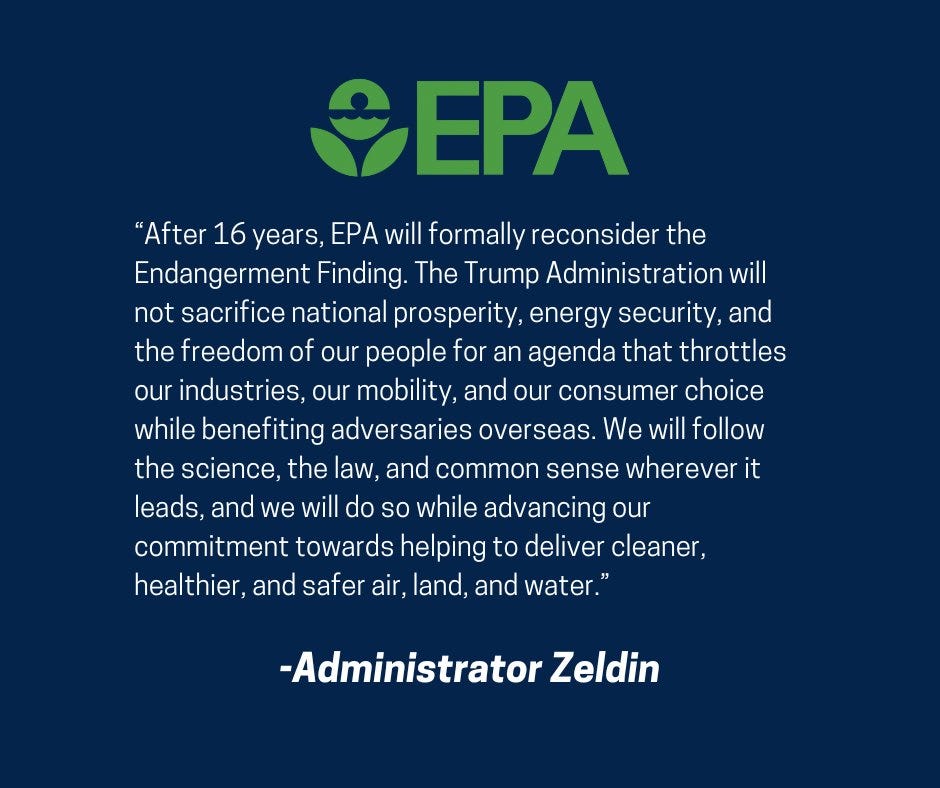 EPA
“After 16 years, EPA will formally reconsider the
Endangerment Finding. The Trump Administration will
not sacrifice national prosperity, energy security, and
the freedom of our people for an agenda that throttles
our industries, our mobility, and our consumer choice
while benefiting adversaries overseas. We will follow
the science, the law, and common sense wherever it
leads, and we will do so while advancing our
commitment towards helping to deliver cleaner,
healthier, and safer air, land, and water.”
-Administrator Zeldin